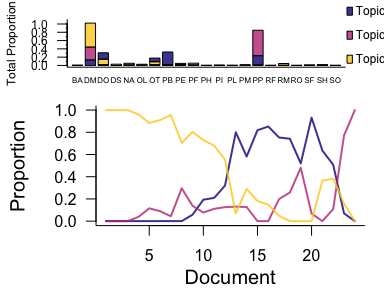 Total Proportion
1.0
0.8
0.6
0.4
0.2
0.0
BA DM DO DS NA OL OT PB PE PF PH PI PL PM PP RF RM RO SF SH SO
Topic
Topic
Topic
Proportion
1.0
0.8
0.6
0.4
0.2
0.0
5 10 15 20
Document